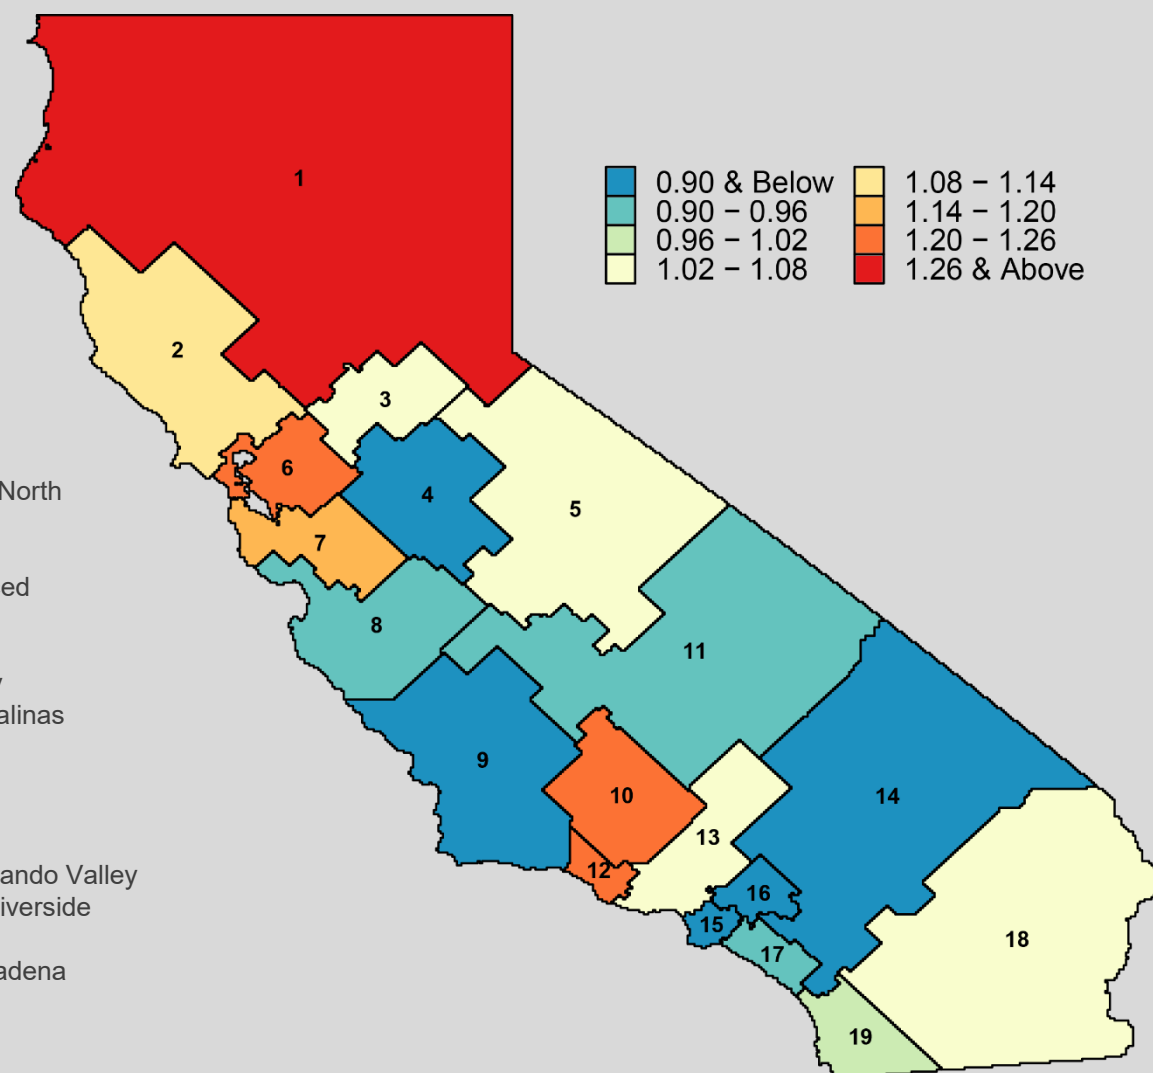 1
0.90 & Below
0.90 − 0.96
0.96 − 1.02
1.02 − 1.08
1.08 − 1.14
1.14 − 1.20
1.20 − 1.26
1.26 & Above
2
3
6
4
North
5
7
ed
8
11
alinas
9
10
14
13
12
ando Valley
16
iverside
15
18
17
adena
19